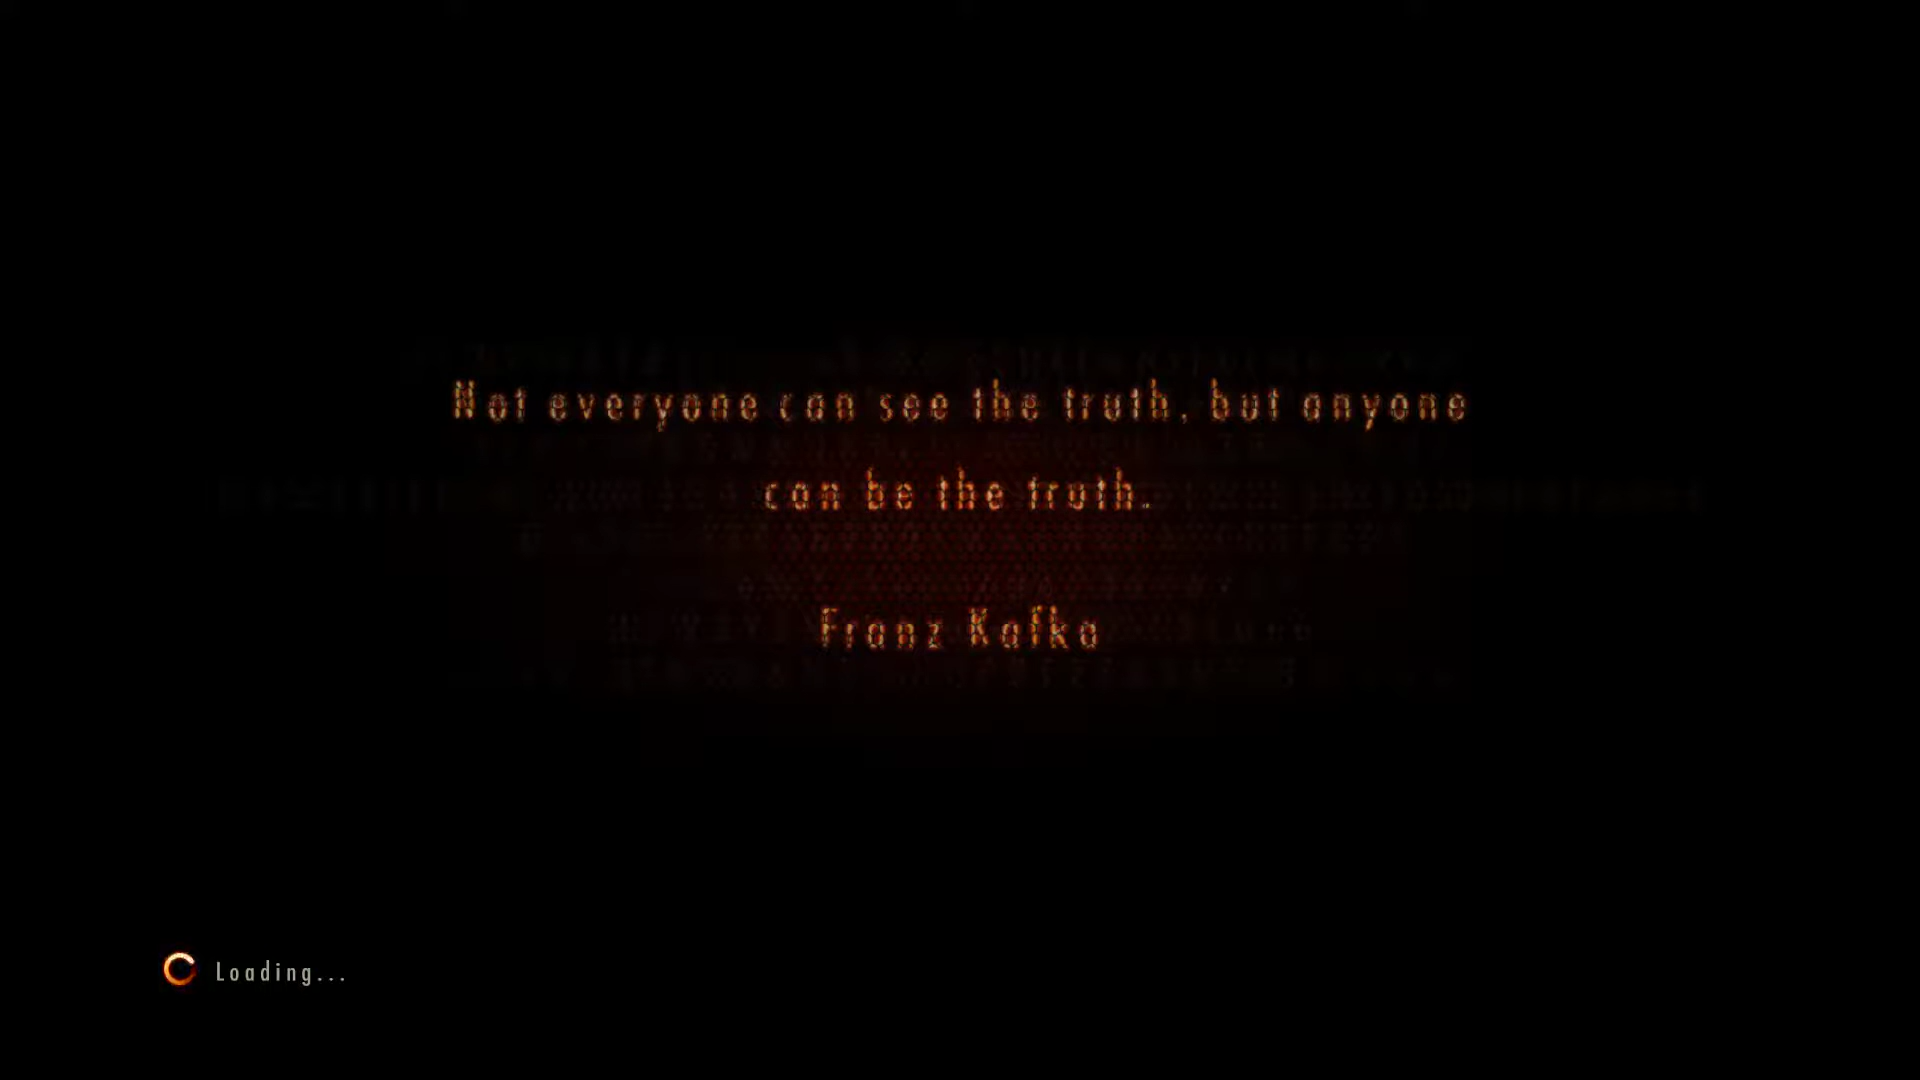 Not everyone can see the truth, but anyone
can be the truth.
Franz Kafka
Loading...